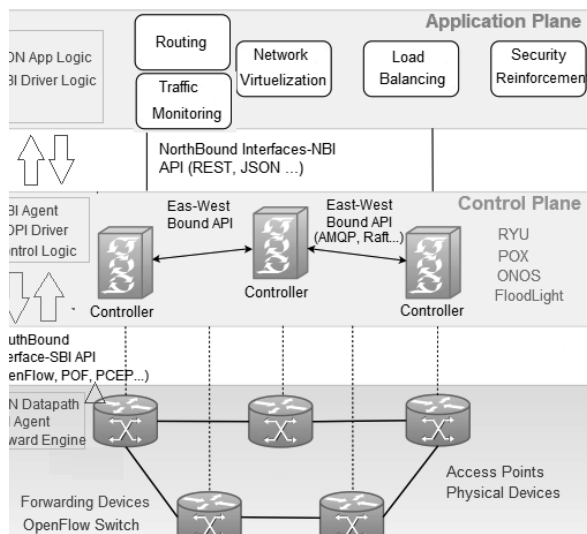 Application Plane
ON App Logic
BI Driver Logic
Routing
Traffic
Monitoring
Network
Virtuelization
Load
Balancing
Security
Reinforcemen
NorthBound Interfaces-NBI
API (REST, JSON ...)
Control Plane
BI Agent
OPI Driver
ontrol Logic
Eas-West
Bound API
East-West
Bound API
(AMQP, Raft...)
RYU
POX
ONOS
FloodLight
Controller
Controller
Controller
uthBound
erface-SBI API
enFlow, POF, PCEP...)
N Datapath
I Agent
ward Engine
Access Points
Physical Devices
Forwarding Devices
OpenFlow Switch